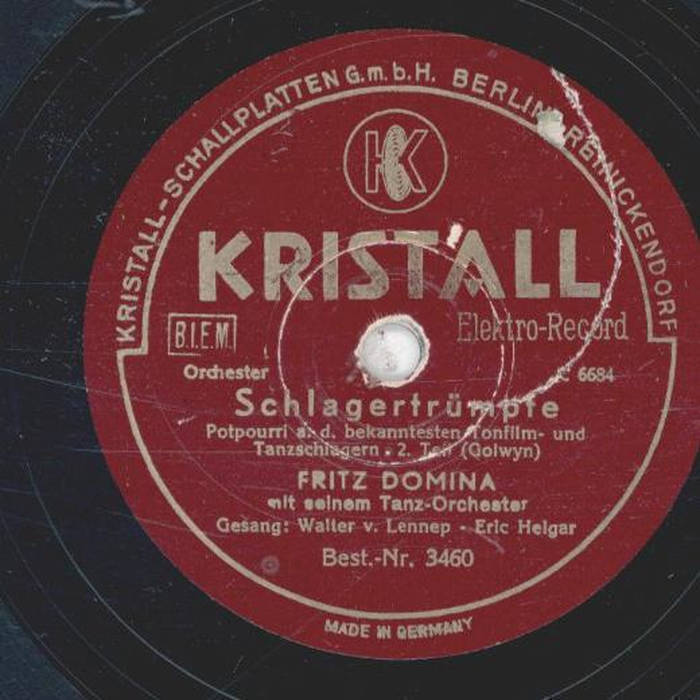 KRISTALL-SCHALLPLATTEN G.m.b.H. BERLIN-REINICKENDORF
K
KRISTALL
Elektro-Record
B.I.E.M.
Orchester C 6684
Schlagertrümpfe
Potpourri a. d. bekanntesten Tonfilm- und
Tanzschlagern . 2. Teil (Golwyn)
FRITZ DOMINA
mit seinem Tanz-Orchester
Gesang: Walter v. Lennep - Eric Helgar
Best.-Nr. 3460
MADE IN GERMANY